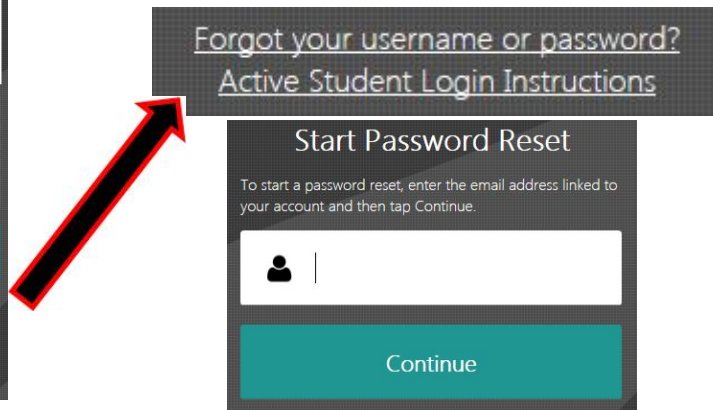 Forgot your username or password?
Active Student Login Instructions
Start Password Reset
To start a password reset, enter the email address linked to
your account and then tap Continue.
Continue